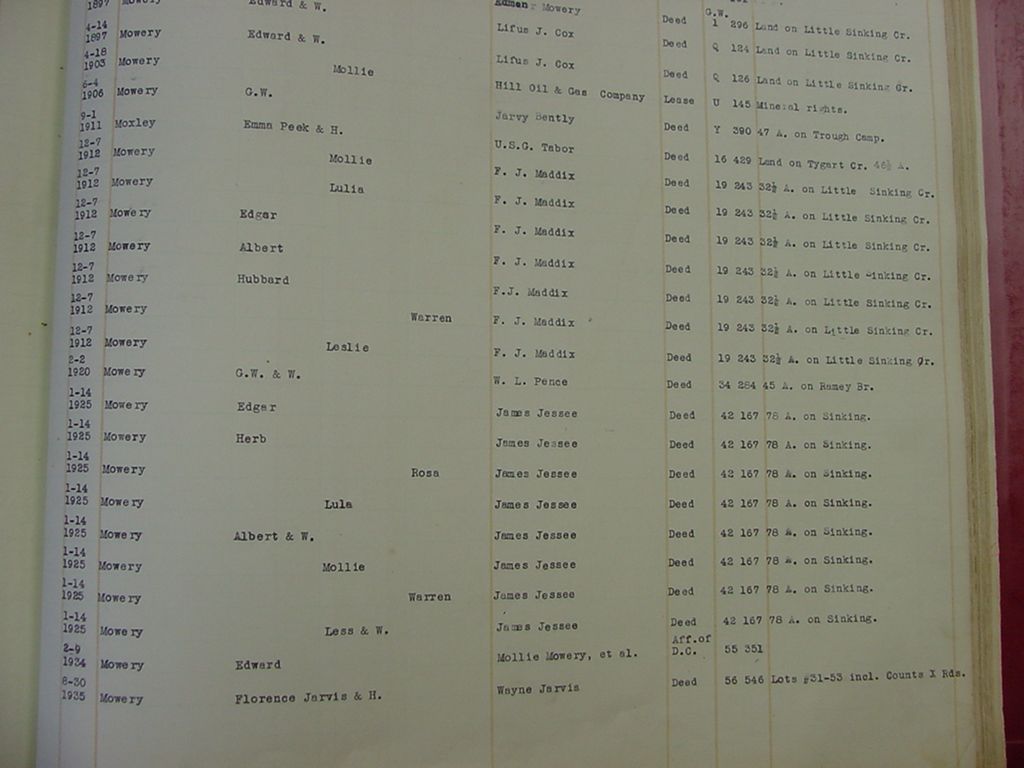 Mowery G.W.
Edmen Mowery Deed 1 296 Land on Little Sinking Cr.
1897 Mowery Edward & W. Lifus J. Cox Deed Q 124 Land on Little Sinking Cr.
4-14
1897 Mowery Edward & W. Lifus J. Cox Deed Q 126 Land on Little Sinking Cr.
4-18
1903 Mowery Mollie Hill Oil & Gas Company Lease U 145 Mineral rights.
6-4
1906 Mowery G.W. Jarvy Bently Deed Y 390 47 A. on Trough Camp.
9-1
1911 Moxley Emma Peek & H. U.S.G. Tabor Deed 16 429 Land on Tygart Cr. 46½ A.
12-7
1912 Mowery Mollie F. J. Maddix Deed 19 243 32½ A. on Little Sinking Cr.
12-7
1912 Mowery Lulia F. J. Maddix Deed 19 243 32½ A. on Little Sinking Cr.
12-7
1912 Mowery Edgar F. J. Maddix Deed 19 243 32½ A. on Little Sinking Cr.
12-7
1912 Mowery Albert F. J. Maddix Deed 19 243 32½ A. on Little Sinking Cr.
12-7
1912 Mowery Hubbard F.J. Maddix Deed 19 243 32½ A. on Little Sinking Cr.
12-7
1912 Mowery Warren F. J. Maddix Deed 19 243 32½ A. on Little Sinking Cr.
12-7
1912 Mowery Leslie F. J. Maddix Deed 19 243 32½ A. on Little Sinking Cr.
2-2
1920 Mowery G.W. & W. W. L. Pence Deed 34 284 45 A. on Ramey Br.
1-14
1925 Mowery Edgar James Jessee Deed 42 167 78 A. on Sinking.
1-14
1925 Mowery Herb James Jessee Deed 42 167 78 A. on Sinking.
1-14
1925 Mowery Rosa James Jessee Deed 42 167 78 A. on Sinking.
1-14
1925 Mowery Lula James Jessee Deed 42 167 78 A. on Sinking.
1-14
1925 Mowery Albert & W. James Jessee Deed 42 167 78 A. on Sinking.
1-14
1925 Mowery Mollie James Jessee Deed 42 167 78 A. on Sinking.
1-14
1925 Mowery Warren James Jessee Deed 42 167 78 A. on Sinking.
1-14
1925 Mowery Less & W. James Jessee Deed 42 167 78 A. on Sinking.
2-9 Aff.of
1934 Mowery Edward Mollie Mowery, et al. D.C. 55 351
8-30
1935 Mowery Florence Jarvis & H. Wayne Jarvis Deed 56 546 Lots #31-53 incl. Counts X Rds.